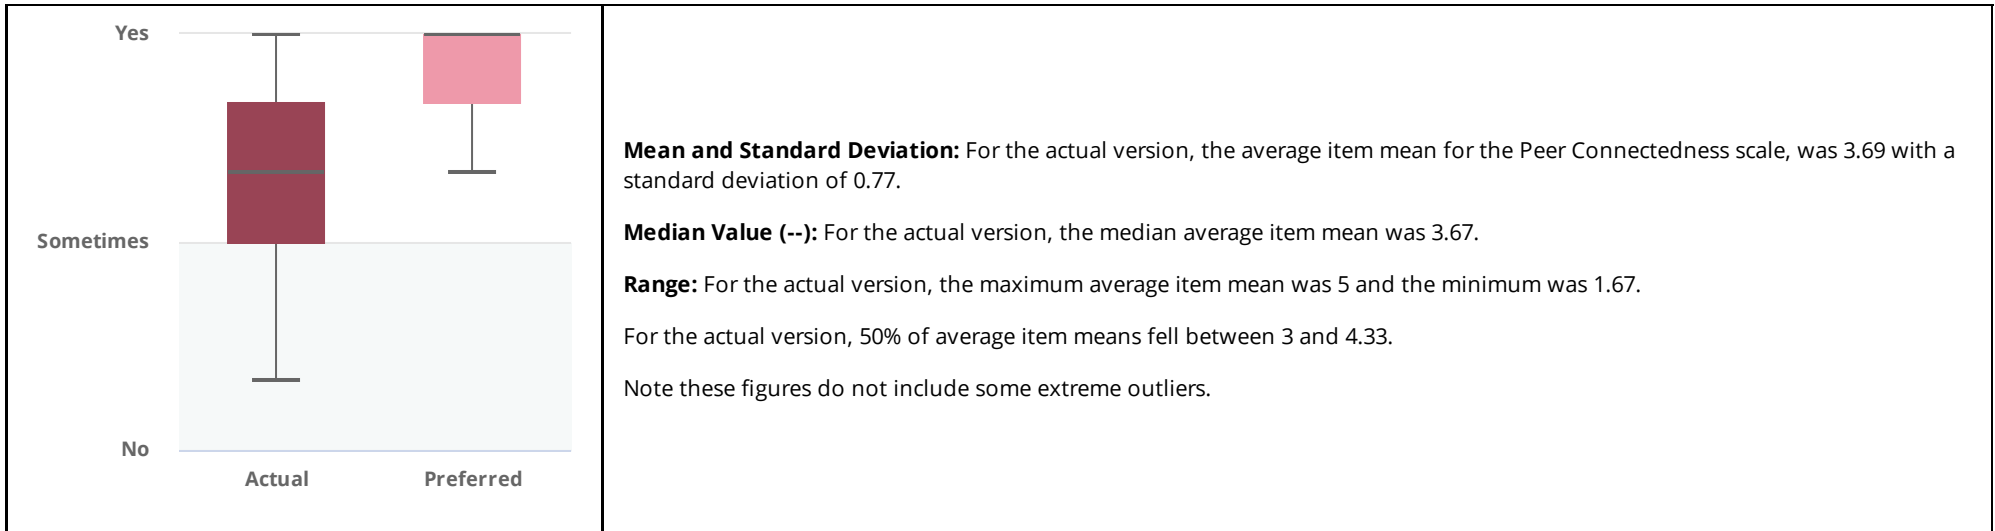 Yes
Sometimes
No
Actual
Preferred
Mean and Standard Deviation: For the actual version, the average item mean for the Peer Connectedness scale, was 3.69 with a
standard deviation of 0.77.
Median Value (--): For the actual version, the median average item mean was 3.67.
Range: For the actual version, the maximum average item mean was 5 and the minimum was 1.67.
For the actual version, 50% of average item means fell between 3 and 4.33.
Note these figures do not include some extreme outliers.